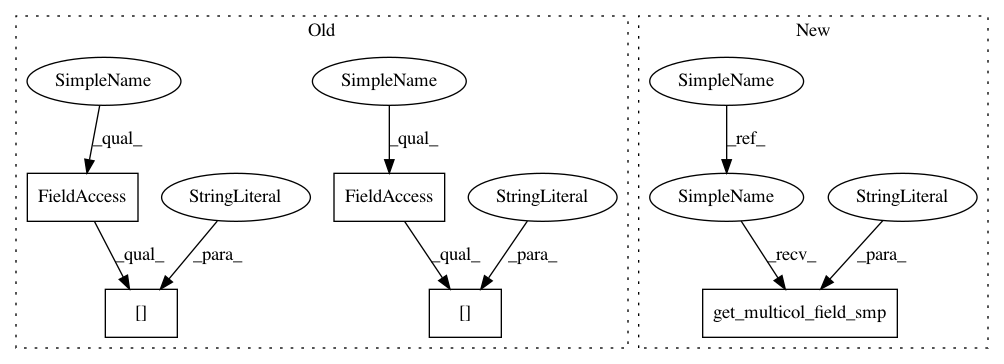 Old
New
SimpleName
SimpleName
SimpleName
_qual_
_qual_
_ref_
FieldAccess
StringLiteral
FieldAccess
StringLiteral
SimpleName
StringLiteral
_qual_
_para_
_qual_
_para_
_recv_
_para_
[]
[]
get_multicol_field_smp